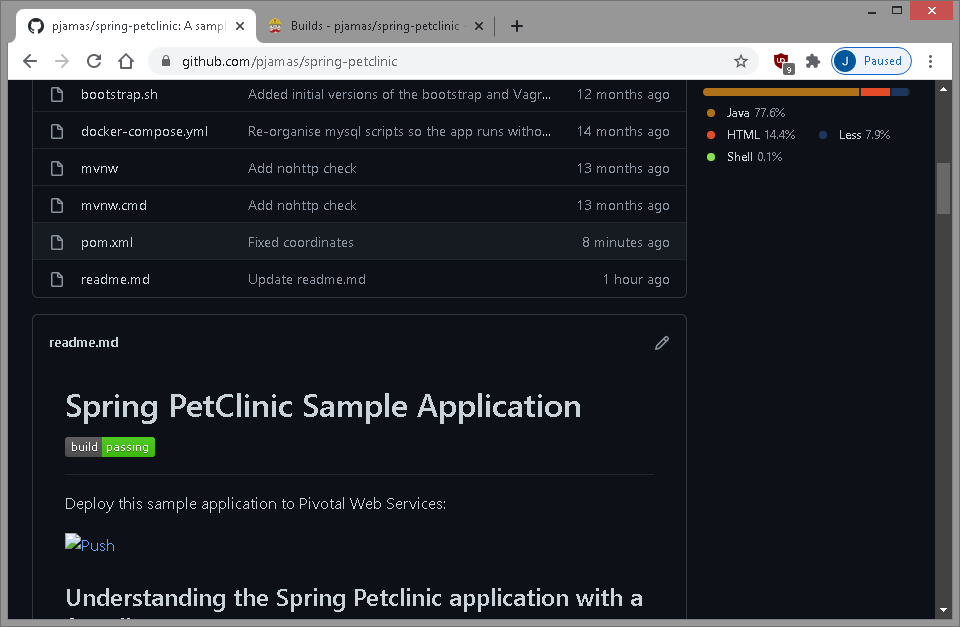 pjamas/spring-petclinic: A sampl
Builds - pjamas/spring-petclinic -
github.com/pjamas/spring-petclinic
9
J Paused
bootstrap.sh Added initial versions of the bootstrap and Vagr... 12 months ago
docker-compose.yml Re-organise mysql scripts so the app runs witho... 14 months ago
mvnw Add nohttp check 13 months ago
mvnw.cmd Add nohttp check 13 months ago
pom.xml Fixed coordinates 8 minutes ago
readme.md Update readme.md 1 hour ago
Java 77.6%
HTML 14.4% Less 7.9%
Shell 0.1%
readme.md
Spring PetClinic Sample Application
build passing
Deploy this sample application to Pivotal Web Services:
Push
Understanding the Spring Petclinic application with a